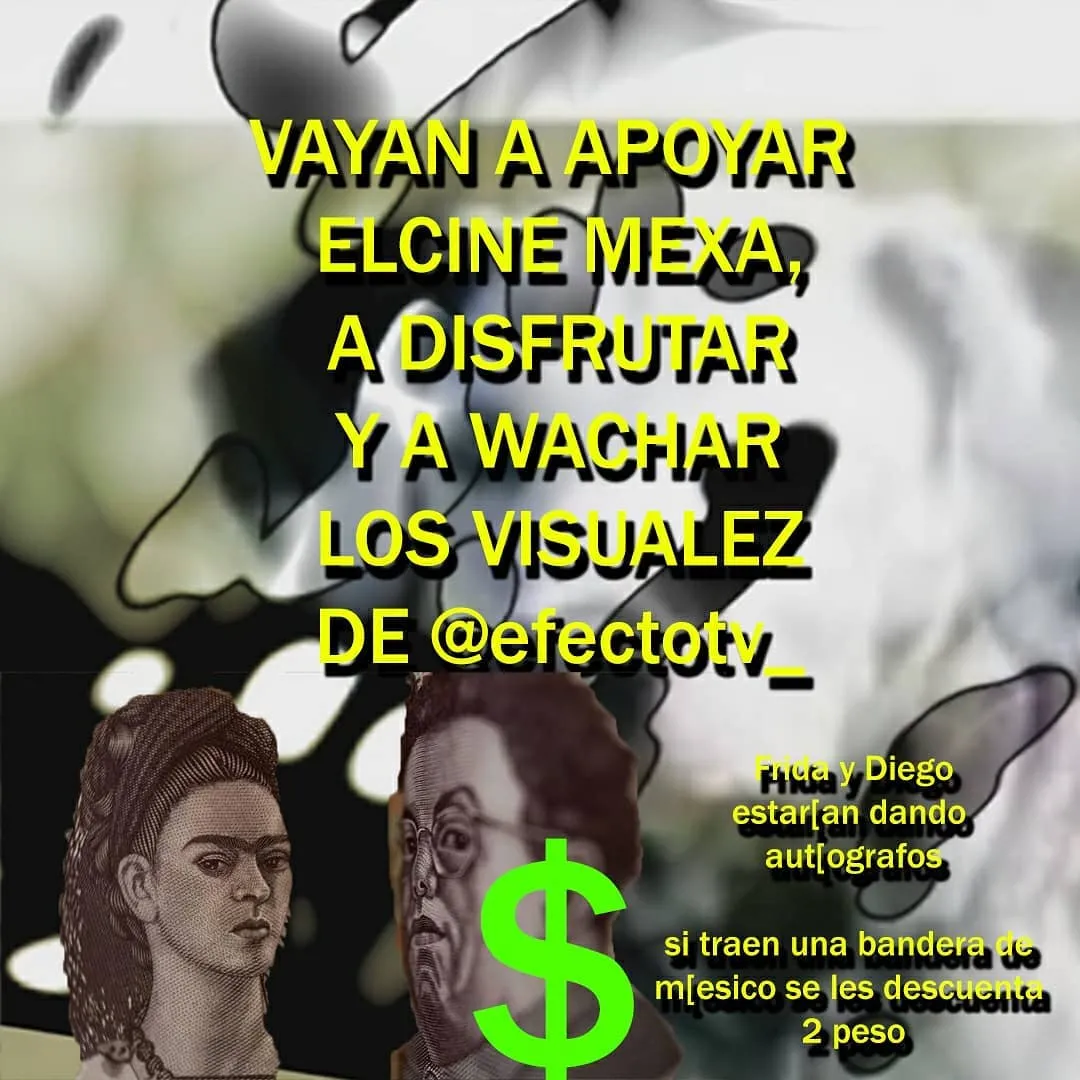 VAYAN A APOYAR
ELCINE MEXA,
A DISFRUTAR
Y A WACHAR
LOS VISUALEZ
DE @efectotv_
Frida y Diego
estar[an dando
aut[ografos
si traen una bandera de
m[esico se les descuenta
2 peso
$